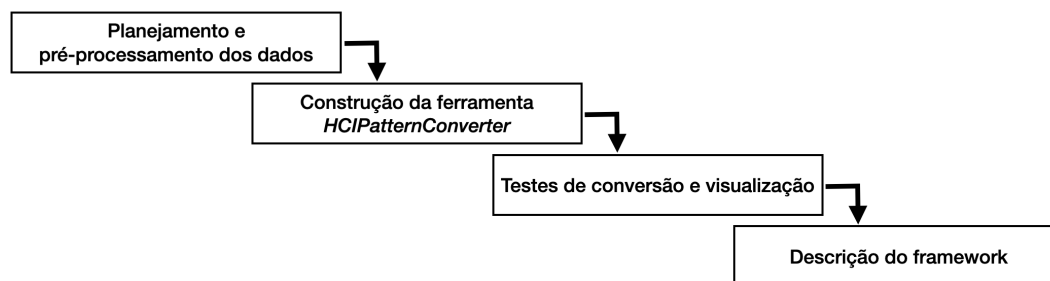 Planejamento e
pré-processamento dos dados
Construção da ferramenta
HCIPatternConverter
Testes de conversão e visualização
Descrição do framework